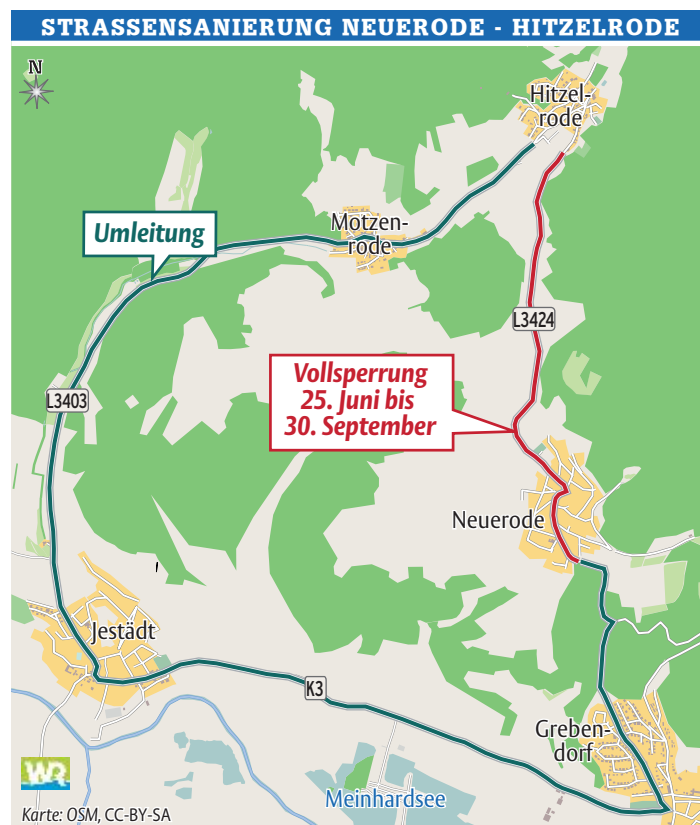 STRASSENSANIERUNG NEUERODE - HITZELRODE
N
Hitzel-
rode
Motzen-
rode
Umleitung
L3424
Vollsperrung
25. Juni bis
30. September
L3403
Neuerode
Jestädt
K3
Greben-
dorf
Meinhardsee
WR
Karte: OSM, CC-BY-SA